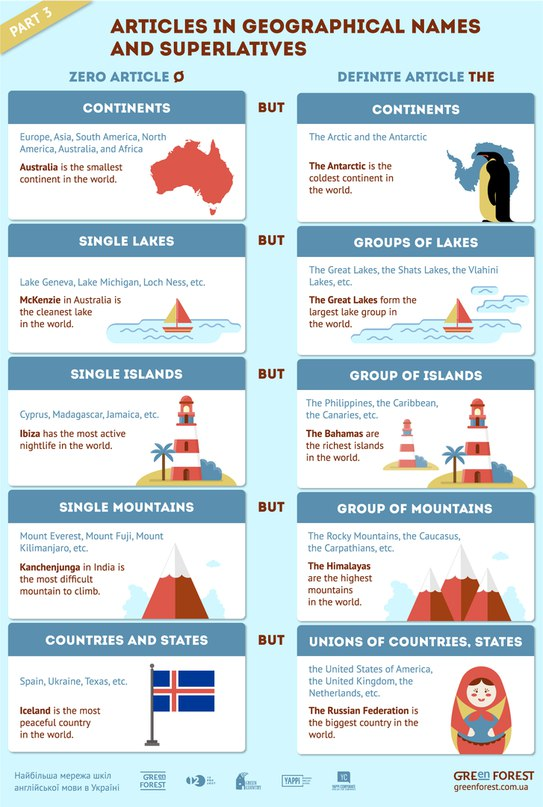 PART 3
ARTICLES IN GEOGRAPHICAL NAMES
AND SUPERLATIVES
ZERO ARTICLE Ø
DEFINITE ARTICLE THE
CONTINENTS
Europe, Asia, South America, North
America, Australia, and Africa
Australia is the smallest
continent in the world.
BUT
CONTINENTS
The Arctic and the Antarctic
The Antarctic is the
coldest continent in
the world.
SINGLE LAKES
Lake Geneva, Lake Michigan, Loch Ness, etc.
McKenzie in Australia is
the cleanest lake
in the world.
BUT
GROUPS OF LAKES
The Great Lakes, the Shats Lakes, the Vlahini
Lakes, etc.
The Great Lakes form the
largest lake group in
the world.
SINGLE ISLANDS
Cyprus, Madagascar, Jamaica, etc.
Ibiza has the most active
nightlife in the world.
BUT
GROUP OF ISLANDS
The Philippines, the Caribbean,
the Canaries, etc.
The Bahamas are
the richest islands
in the world.
SINGLE MOUNTAINS
Mount Everest, Mount Fuji, Mount
Kilimanjaro, etc.
Kanchenjunga in India is
the most difficult
mountain to climb.
BUT
GROUP OF MOUNTAINS
The Rocky Mountains, the Caucasus,
the Carpathians, etc.
The Himalayas
are the highest
mountains
in the world.
COUNTRIES AND STATES
Spain, Ukraine, Texas, etc.
Iceland is the most
peaceful country
in the world.
BUT
UNIONS OF COUNTRIES, STATES
the United States of America,
the United Kingdom, the
Netherlands, etc.
The Russian Federation is
the biggest country in the
world.
Найбільша мережа шкіл
англійської мови в Україні
GREEN
FOREST
YAPPI
YC
GREEN FOREST
greenforest.com.ua